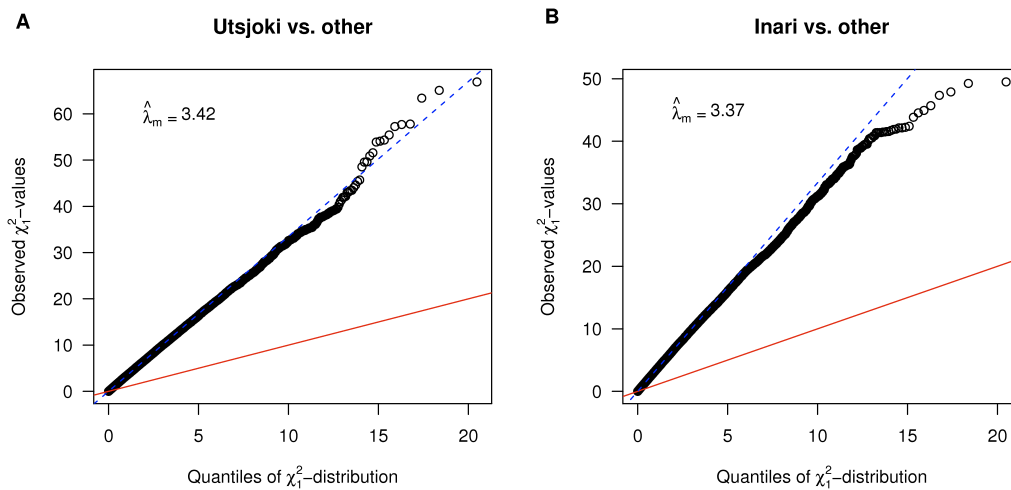 A
Utsjoki vs. other
λ̂m = 3.42
Observed χ²₁−values
0
10
20
30
40
50
60
0 5 10 15 20
Quantiles of χ²₁−distribution
B
Inari vs. other
λ̂m = 3.37
Observed χ²₁−values
0
10
20
30
40
50
0 5 10 15 20
Quantiles of χ²₁−distribution